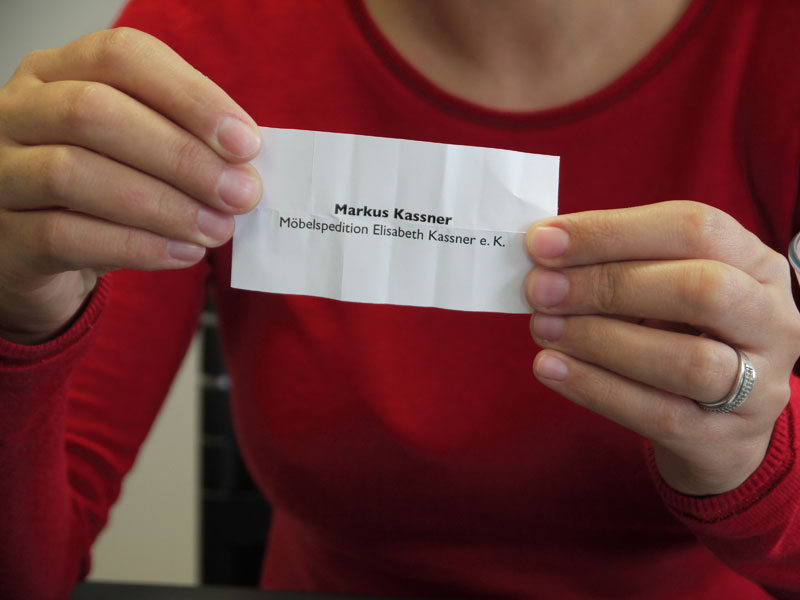 Markus Kassner
Möbelspedition Elisabeth Kassner e. K.